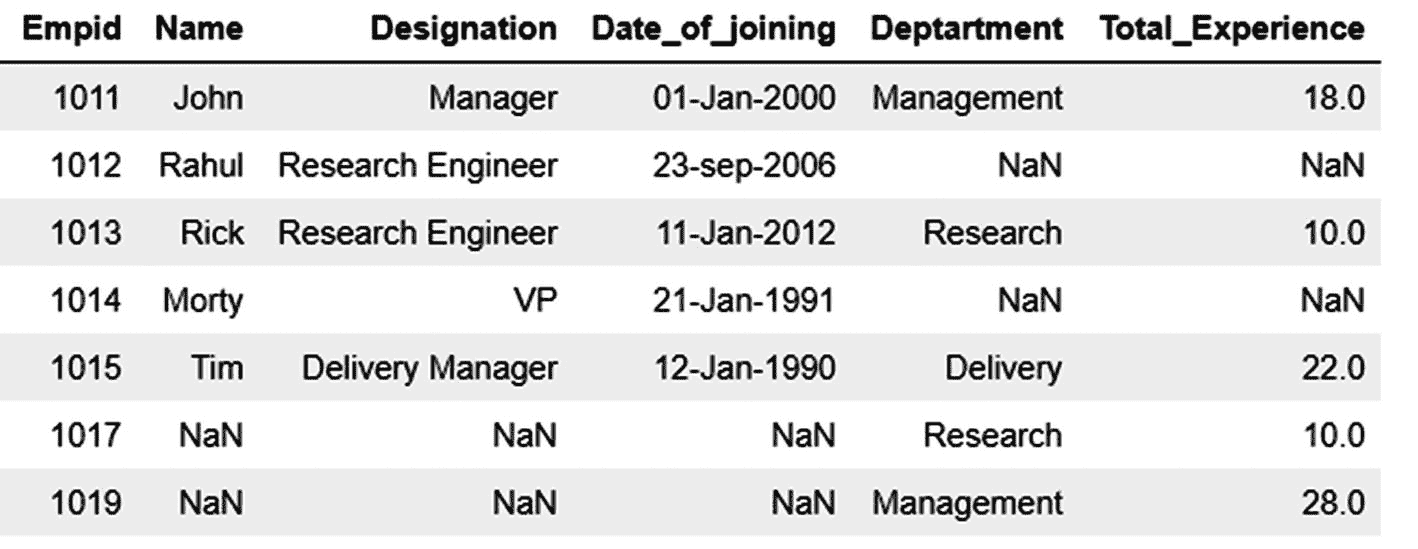 Empid Name Designation Date_of_joining Deptartment Total_Experience
1011 John Manager 01-Jan-2000 Management 18.0
1012 Rahul Research Engineer 23-sep-2006 NaN NaN
1013 Rick Research Engineer 11-Jan-2012 Research 10.0
1014 Morty VP 21-Jan-1991 NaN NaN
1015 Tim Delivery Manager 12-Jan-1990 Delivery 22.0
1017 NaN NaN NaN Research 10.0
1019 NaN NaN NaN Management 28.0